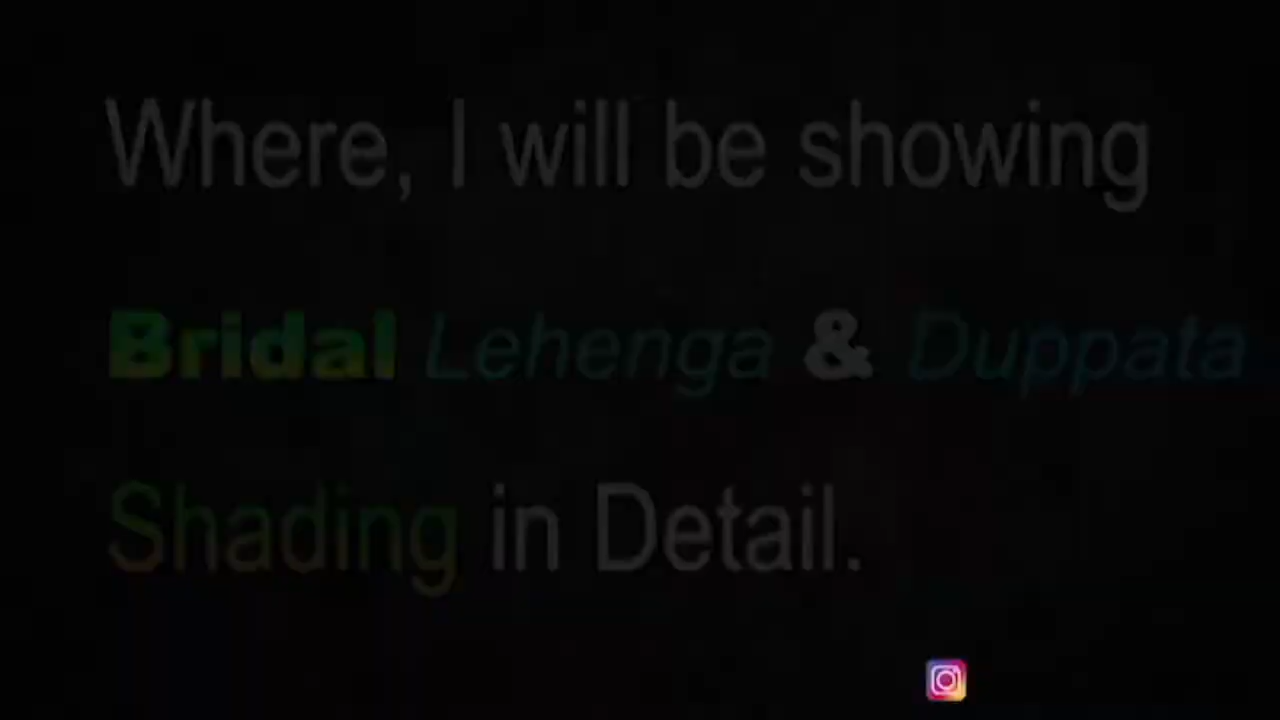 Where, I will be showing
Bridal Lehenga & Duppata
Shading in Detail.